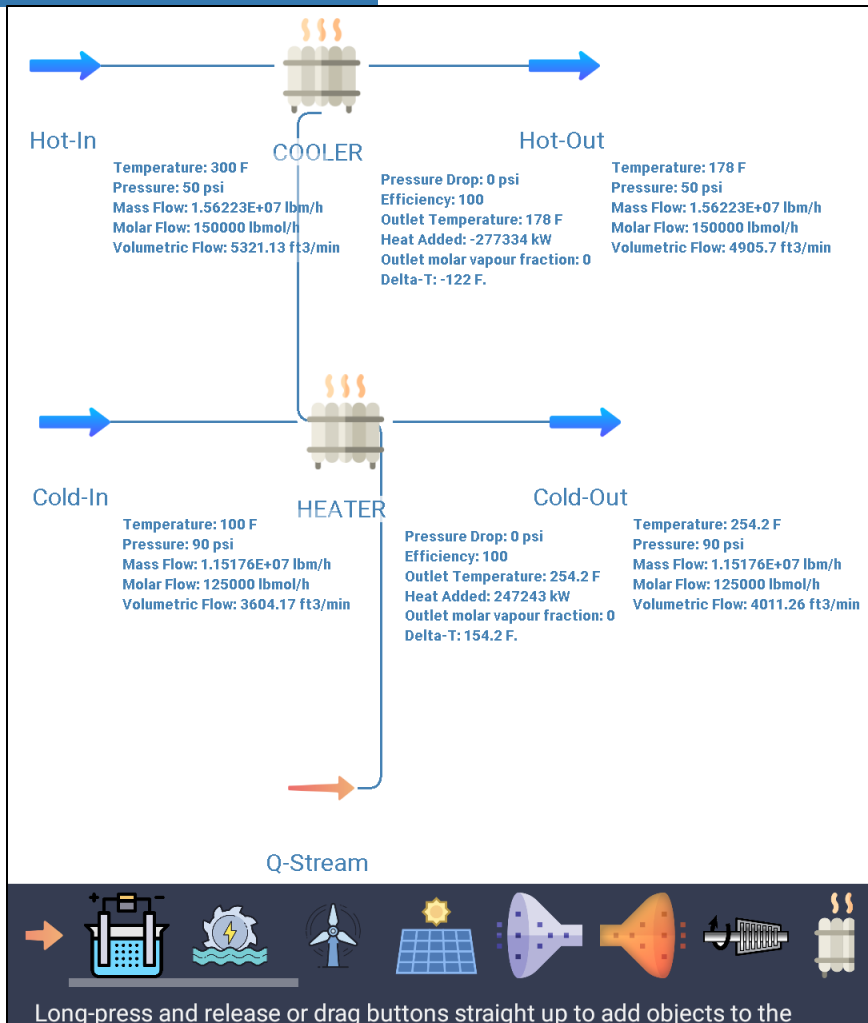 Hot-In
COOLER
Hot-Out
Temperature: 300 F
Pressure: 50 psi
Mass Flow: 1.56223E+07 lbm/h
Molar Flow: 150000 lbmol/h
Volumetric Flow: 5321.13 ft3/min
Pressure Drop: 0 psi
Efficiency: 100
Outlet Temperature: 178 F
Heat Added: -277334 kW
Outlet molar vapour fraction: 0
Delta-T: -122 F.
Temperature: 178 F
Pressure: 50 psi
Mass Flow: 1.56223E+07 lbm/h
Molar Flow: 150000 lbmol/h
Volumetric Flow: 4905.7 ft3/min
Cold-In
HEATER
Cold-Out
Temperature: 100 F
Pressure: 90 psi
Mass Flow: 1.15176E+07 lbm/h
Molar Flow: 125000 lbmol/h
Volumetric Flow: 3604.17 ft3/min
Pressure Drop: 0 psi
Efficiency: 100
Outlet Temperature: 254.2 F
Heat Added: 247243 kW
Outlet molar vapour fraction: 0
Delta-T: 154.2 F.
Temperature: 254.2 F
Pressure: 90 psi
Mass Flow: 1.15176E+07 lbm/h
Molar Flow: 125000 lbmol/h
Volumetric Flow: 4011.26 ft3/min
Q-Stream
Long-press and release or drag buttons straight up to add objects to the